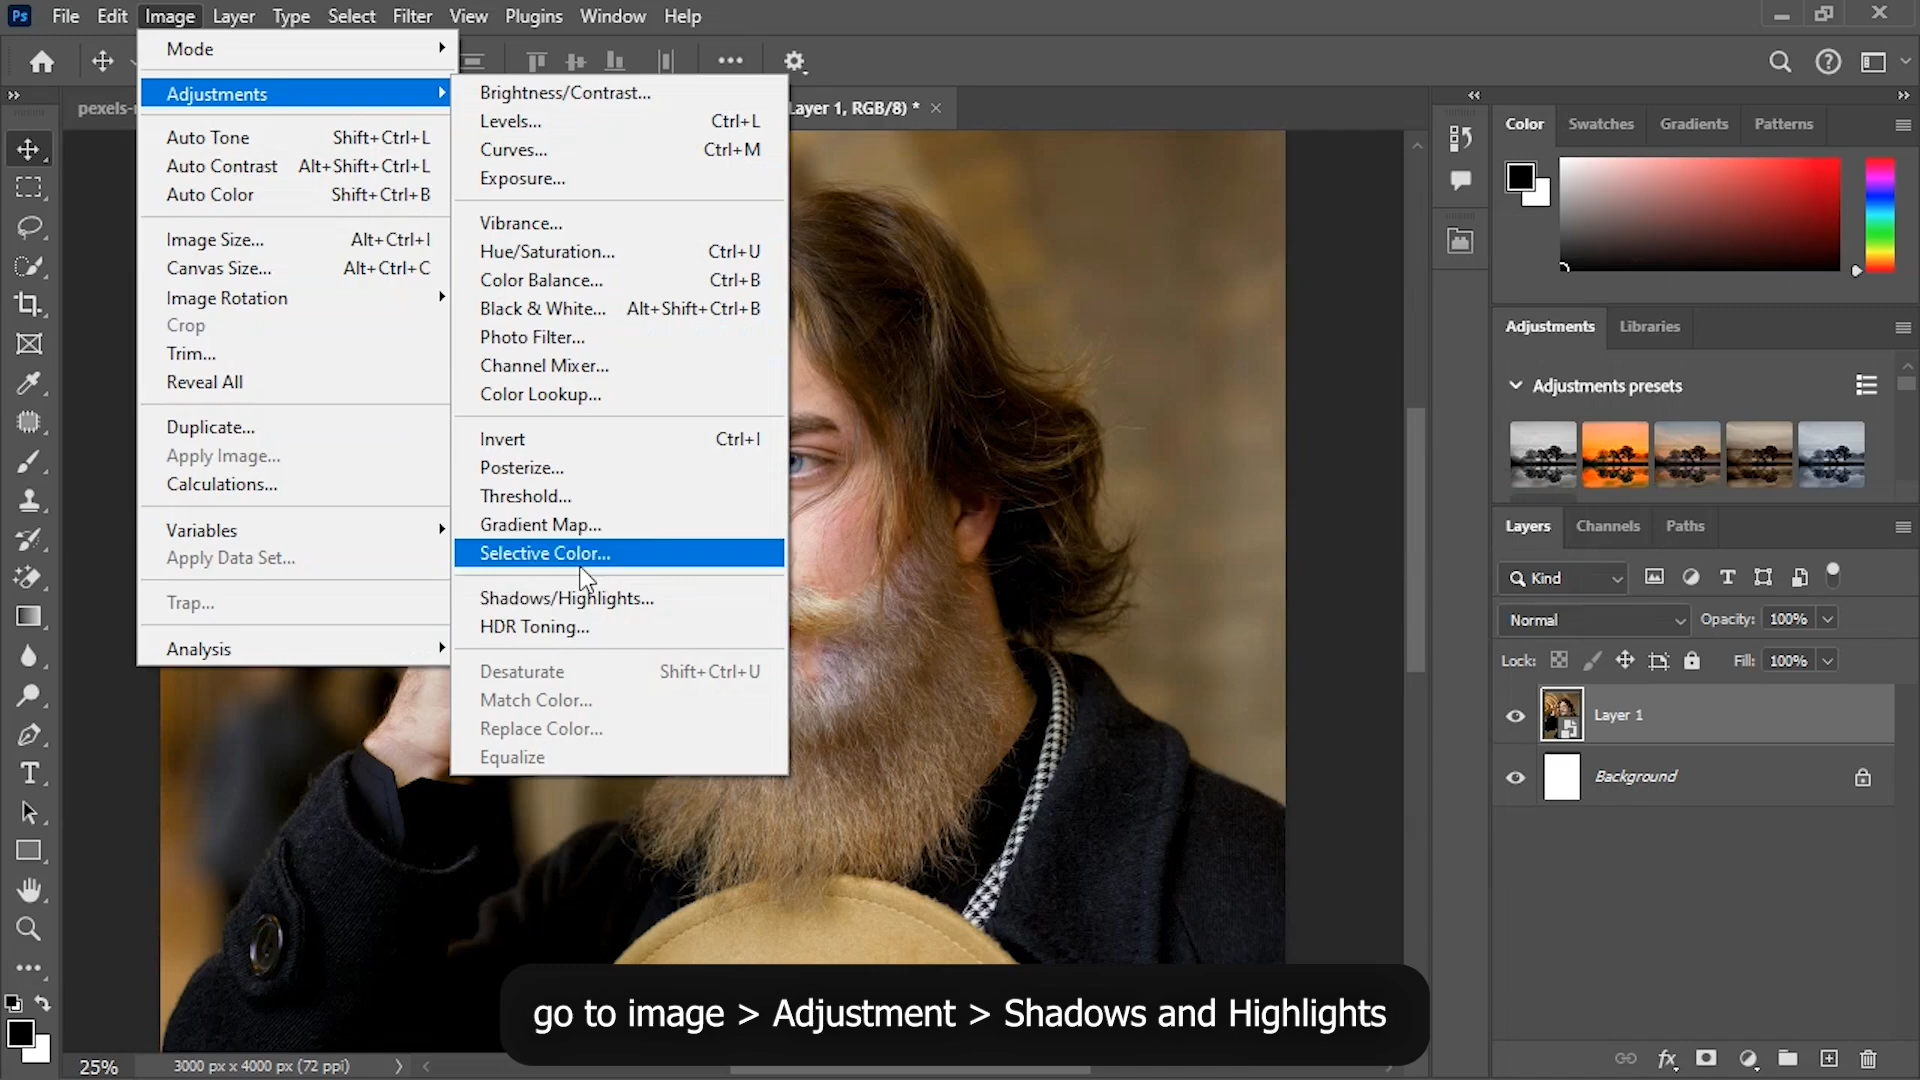 Ps File Edit Image Layer Type Select Filter View Plugins Window Help
pexels-
Layer 1, RGB/8) *
Mode
Adjustments
Auto Tone Shift+Ctrl+L
Auto Contrast Alt+Shift+Ctrl+L
Auto Color Shift+Ctrl+B
Image Size... Alt+Ctrl+I
Canvas Size... Alt+Ctrl+C
Image Rotation
Crop
Trim...
Reveal All
Duplicate...
Apply Image...
Calculations...
Variables
Apply Data Set...
Trap...
Analysis
Brightness/Contrast...
Levels... Ctrl+L
Curves... Ctrl+M
Exposure...
Vibrance...
Hue/Saturation... Ctrl+U
Color Balance... Ctrl+B
Black & White... Alt+Shift+Ctrl+B
Photo Filter...
Channel Mixer...
Color Lookup...
Invert Ctrl+I
Posterize...
Threshold...
Gradient Map...
Selective Color...
Shadows/Highlights...
HDR Toning...
Desaturate Shift+Ctrl+U
Match Color...
Replace Color...
Equalize
Color Swatches Gradients Patterns
Adjustments Libraries
Adjustments presets
Layers Channels Paths
Kind
Normal Opacity: 100%
Lock: Fill: 100%
Layer 1
Background
go to image > Adjustment > Shadows and Highlights
25% 3000 px x 4000 px (72 ppi)